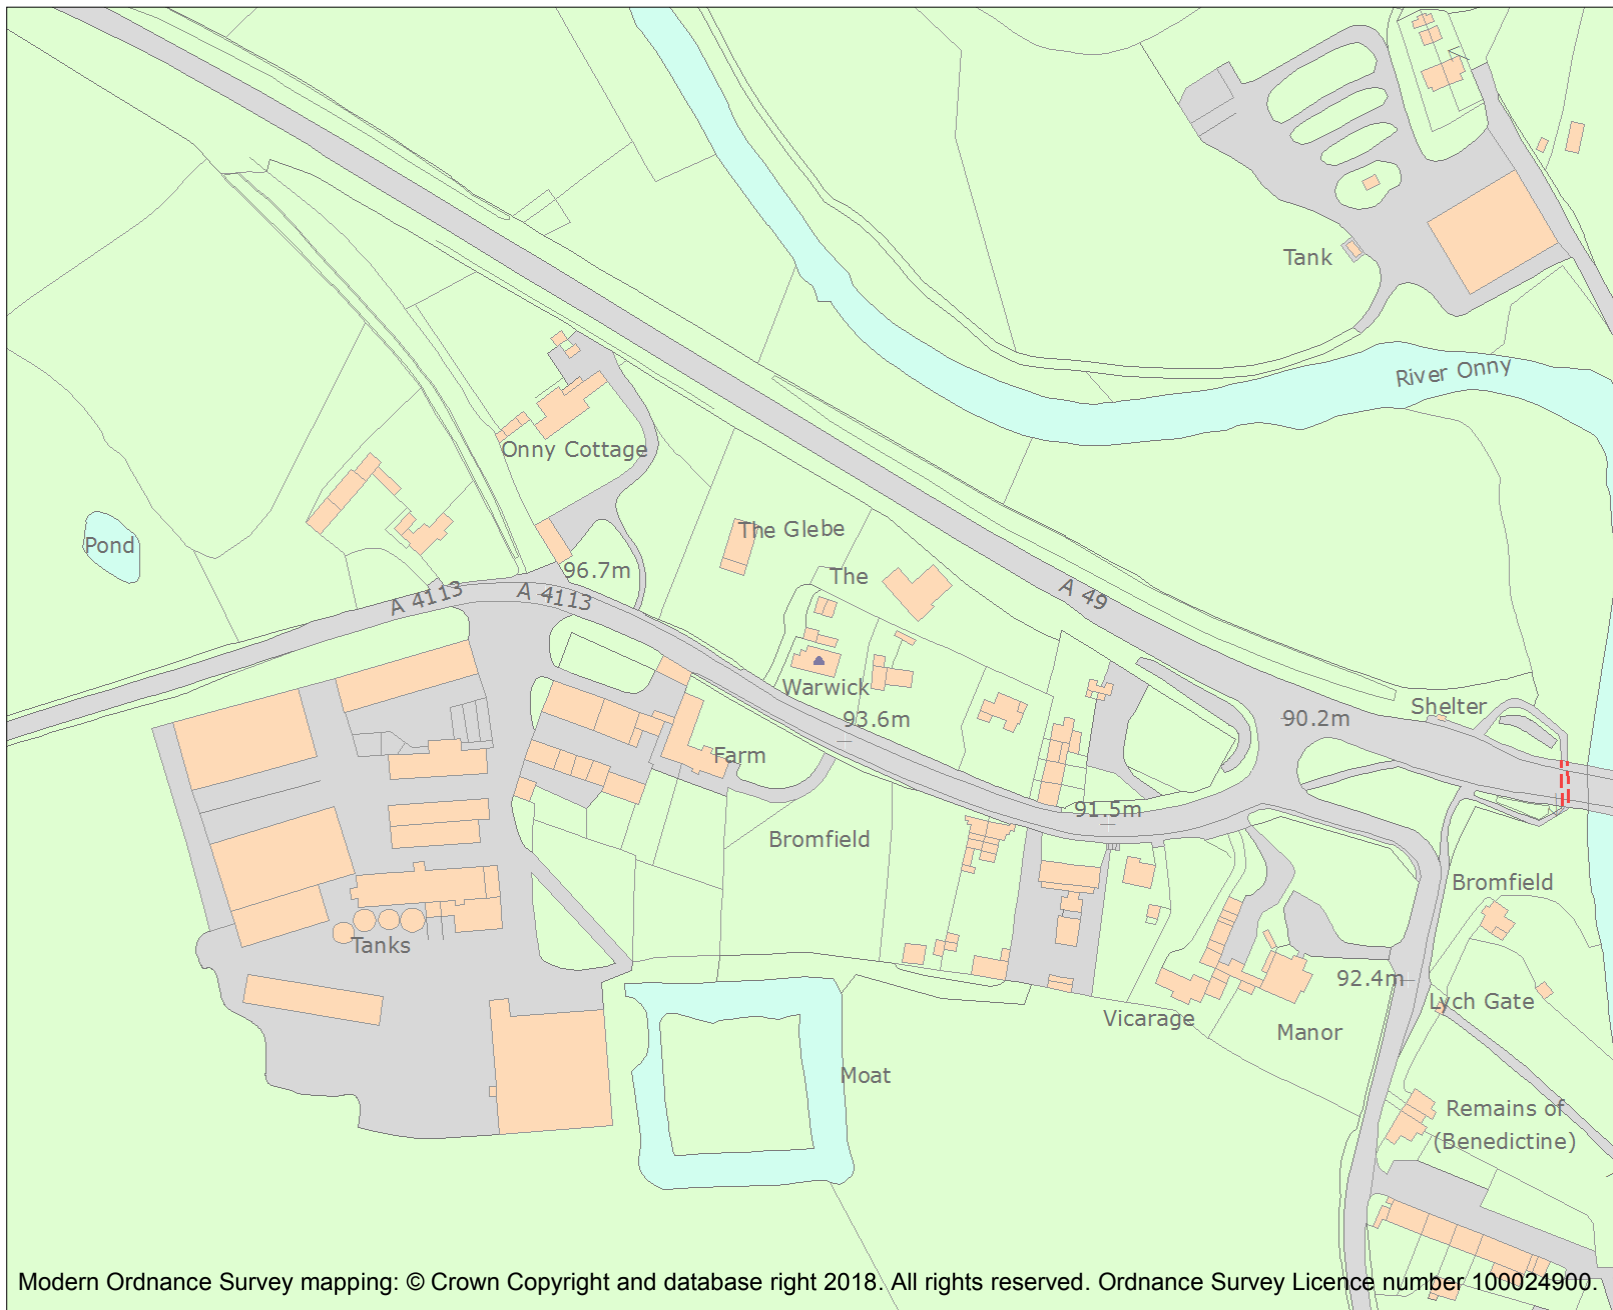 Tank
River Onny
Onny Cottage
The Glebe
Pond
96.7m
The
A 4113
A 4113
A 49
Warwick
93.6m
90.2m
Shelter
Farm
91.5m
Bromfield
Bromfield
Tanks
92.4m
Lych Gate
Vicarage
Manor
Moat
Remains of
(Benedictine)
Modern Ordnance Survey mapping: © Crown Copyright and database right 2018. All rights reserved. Ordnance Survey Licence number 100024900.